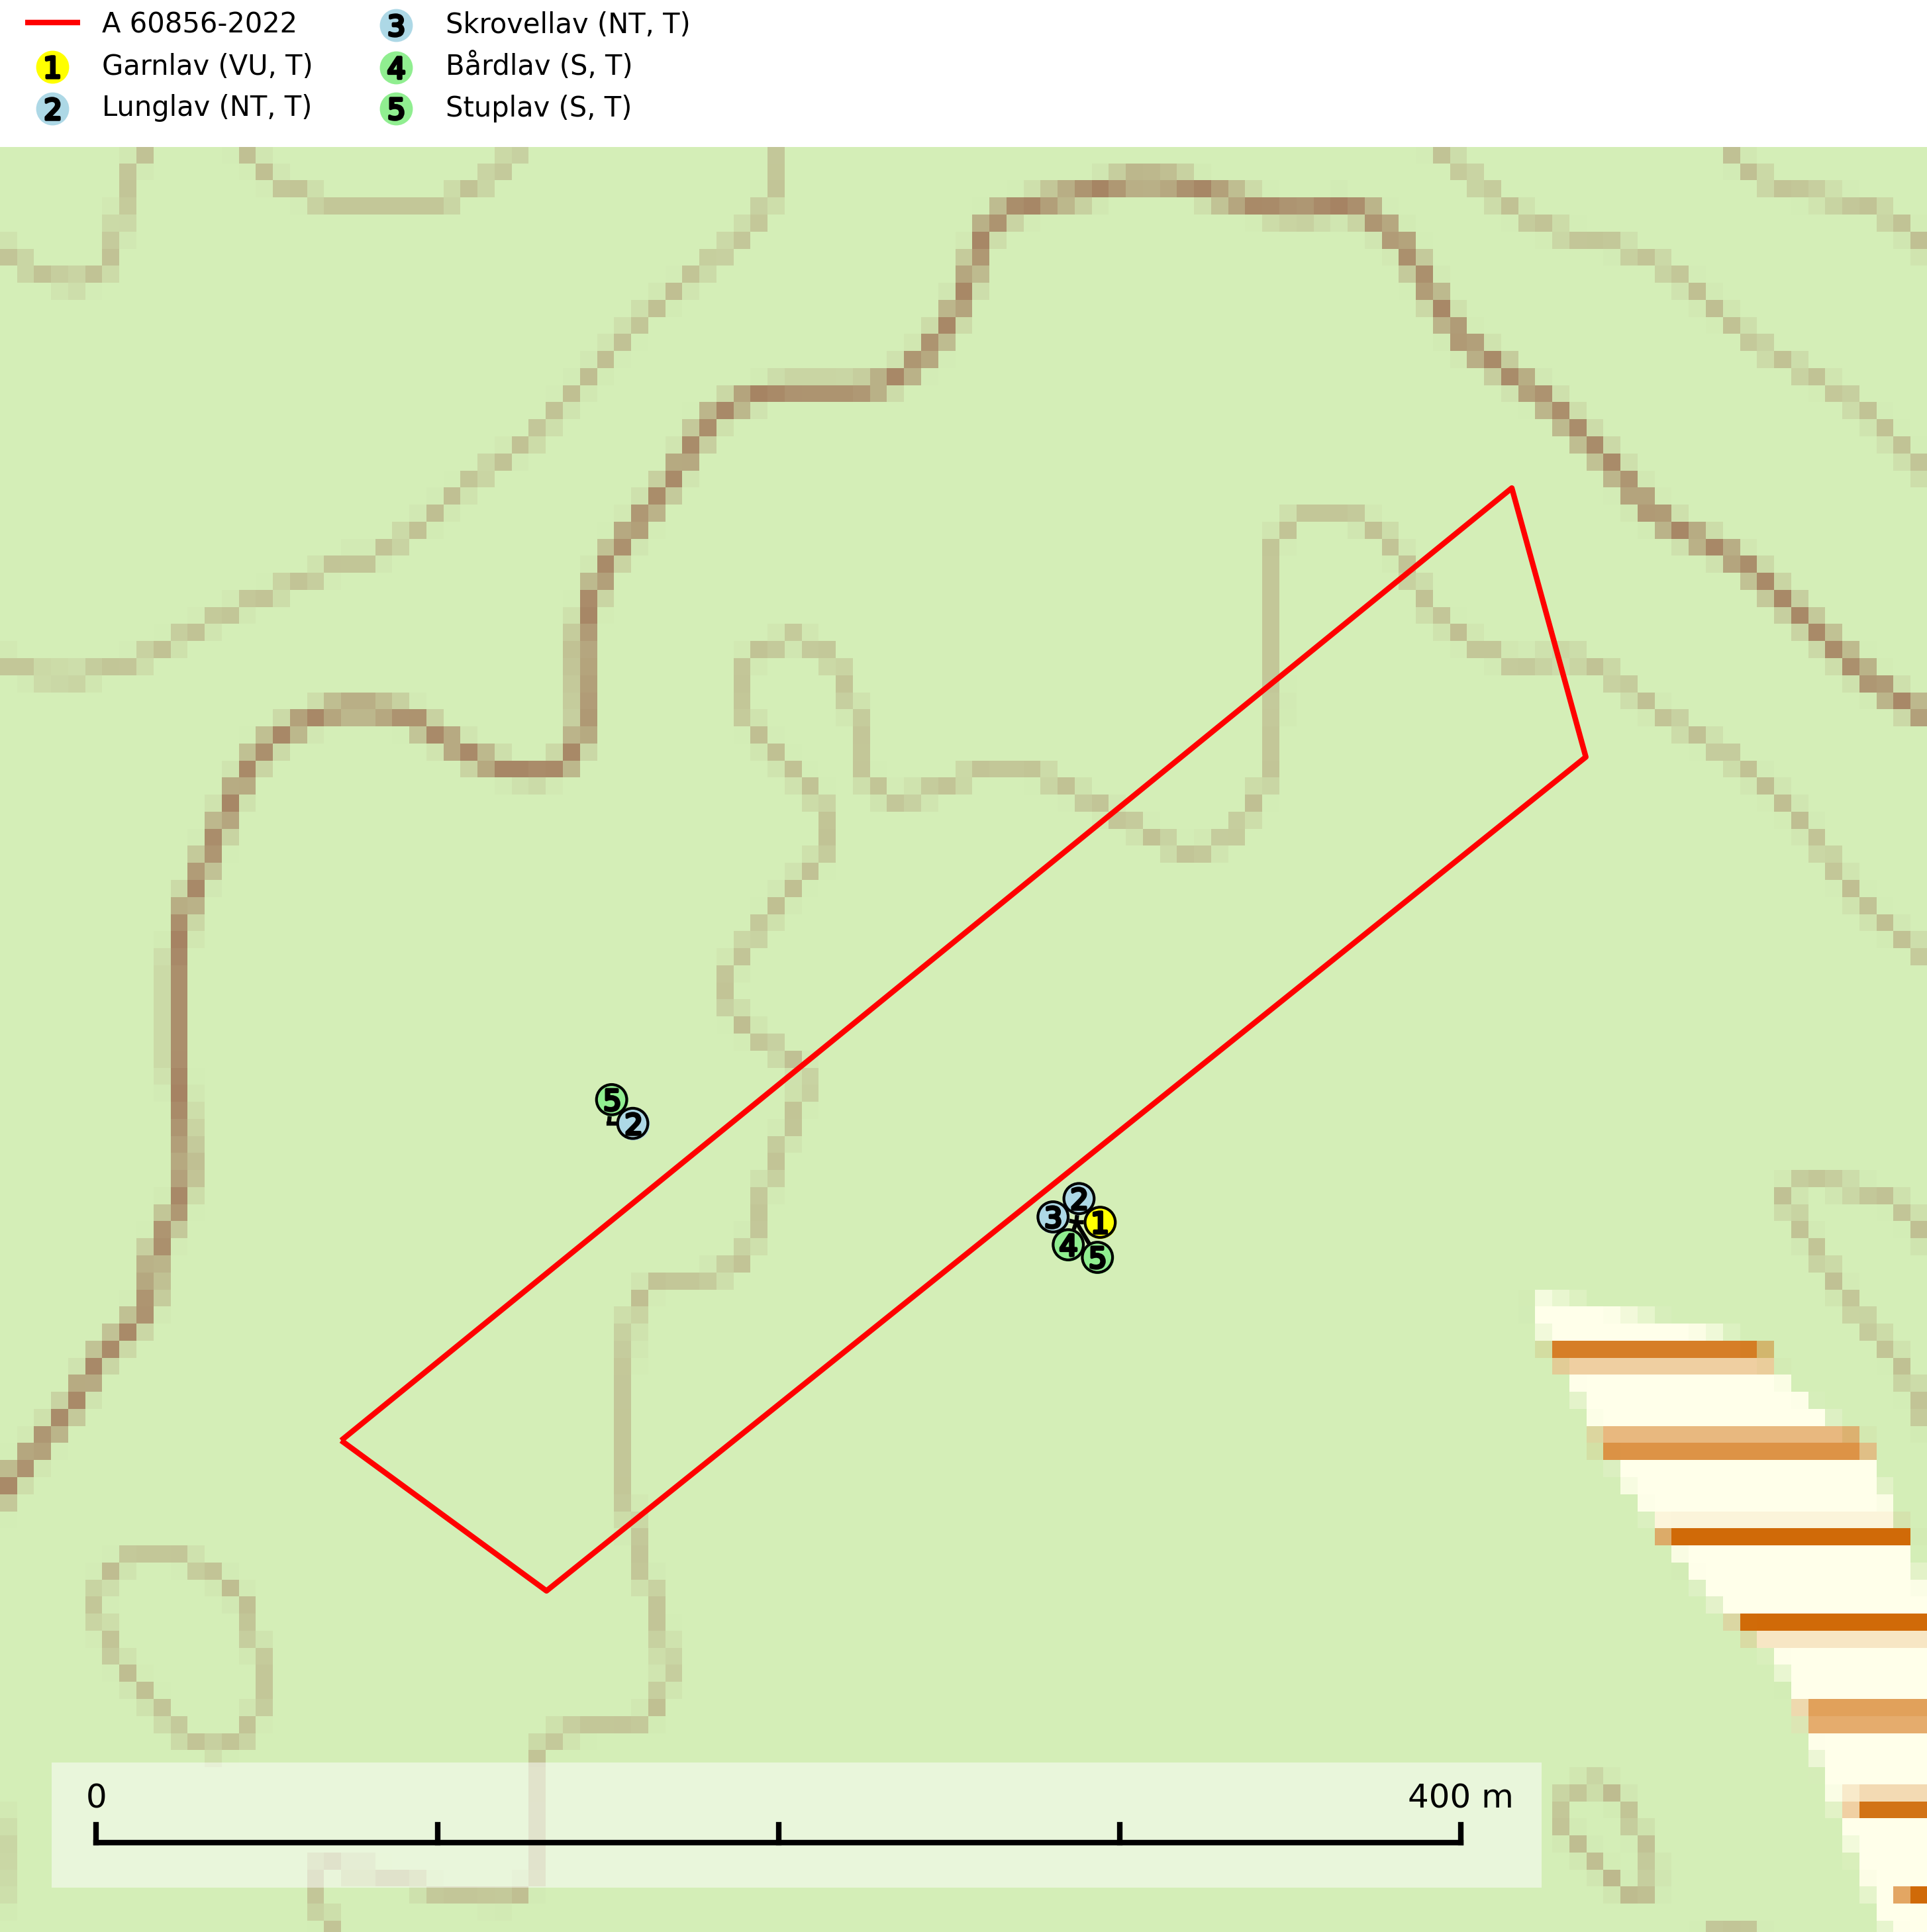 A 60856-2022
1 Garnlav (VU, T)
2 Lunglav (NT, T)
3 Skrovellav (NT, T)
4 Bårdlav (S, T)
5 Stuplav (S, T)
5
2
2
3 1
4
5
0 400 m